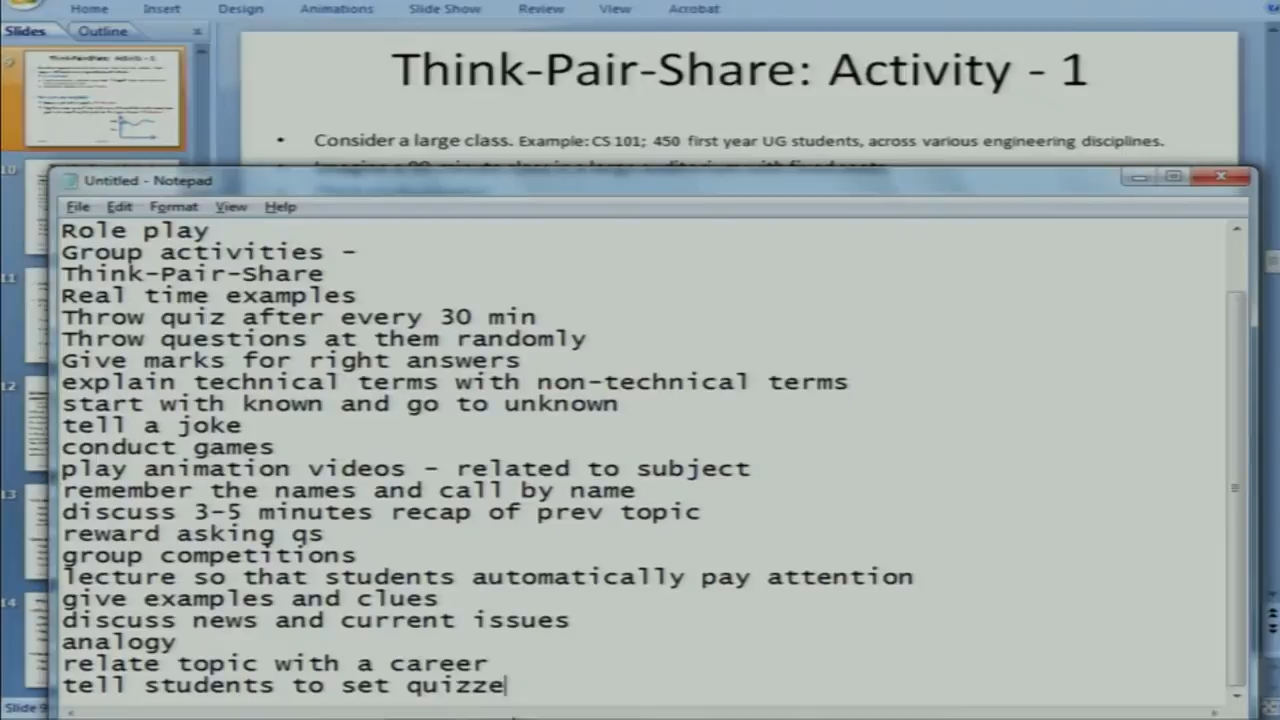 Home Insert Design Animations Slide Show Review View Acrobat
Slides Outline
Think-Pair-Share: Activity - 1
• Consider a large class. Example: CS 101; 450 first year UG students, across various engineering disciplines.
10
Untitled - Notepad
File Edit Format View Help
Role play
Group activities -
Think-Pair-Share
Real time examples
Throw quiz after every 30 min
Throw questions at them randomly
Give marks for right answers
explain technical terms with non-technical terms
start with known and go to unknown
tell a joke
conduct games
play animation videos - related to subject
remember the names and call by name
discuss 3-5 minutes recap of prev topic
reward asking qs
group competitions
lecture so that students automatically pay attention
give examples and clues
discuss news and current issues
analogy
relate topic with a career
tell students to set quizze
11
12
13
14
Slide 9